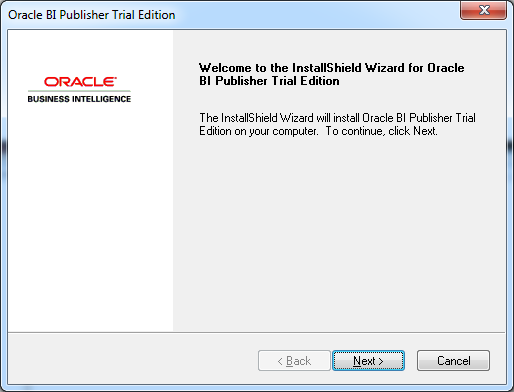 Oracle BI Publisher Trial Edition
ORACLE
BUSINESS INTELLIGENCE
Welcome to the InstallShield Wizard for Oracle
BI Publisher Trial Edition
The InstallShield Wizard will install Oracle BI Publisher Trial
Edition on your computer. To continue, click Next.
< Back
Next >
Cancel